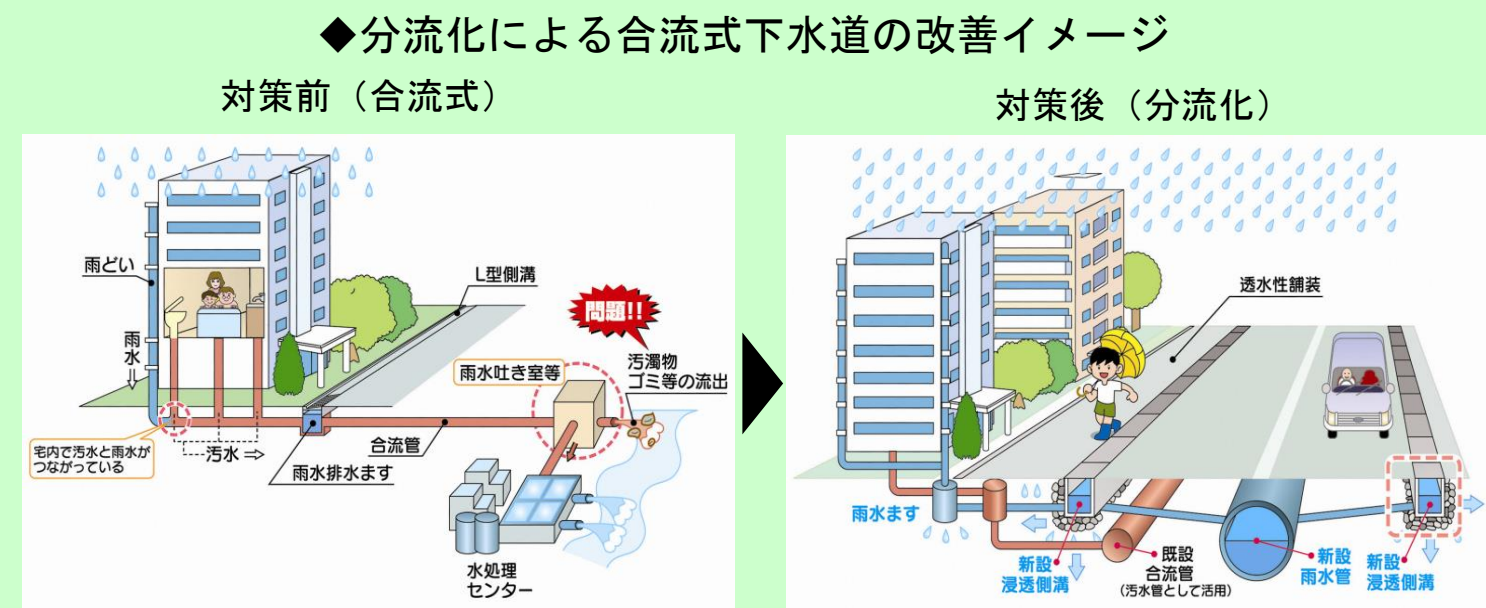 ◆分流化による合流式下水道の改善イメージ
対策前（合流式）
対策後（分流化）
雨どい
雨水
L型側溝
問題!!
汚濁物
ゴミ等の流出
雨水吐き室等
宅内で汚水と雨水が
つながっている
汚水
雨水排水ます
合流管
水処理
センター
透水性舗装
雨水ます
新設
浸透側溝
既設
合流管
（汚水管として活用）
新設
雨水管
新設
浸透側溝